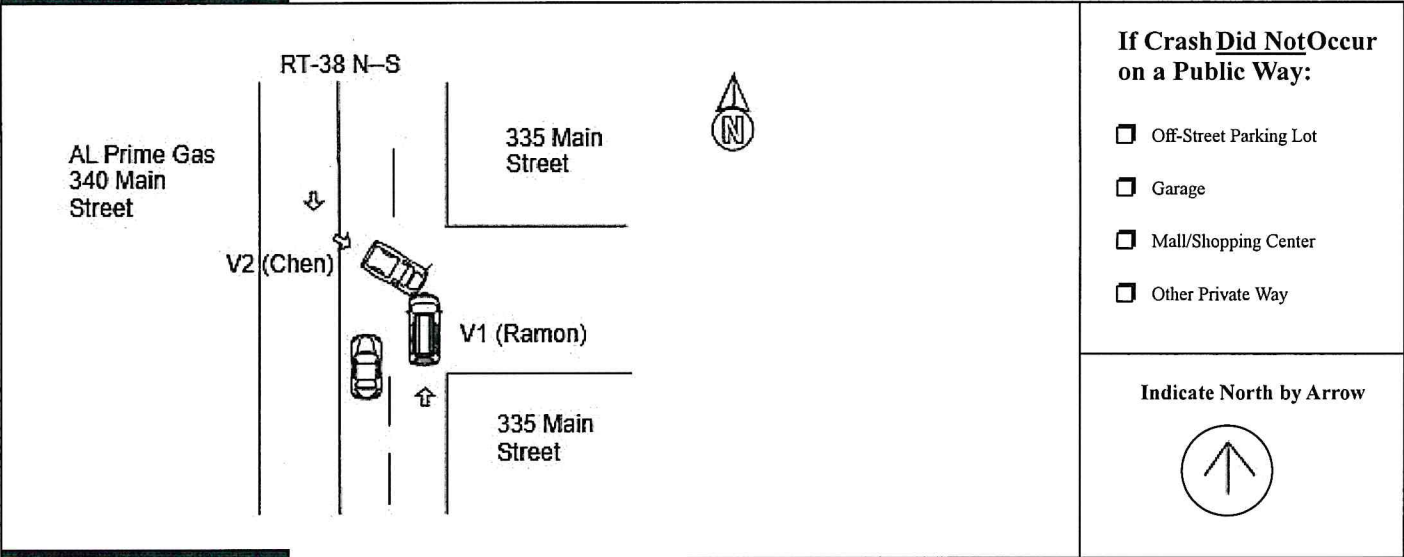 RT-38 N–S
AL Prime Gas
340 Main
Street
335 Main
Street
N
V2 (Chen)
V1 (Ramon)
335 Main
Street
If Crash Did Not Occur
on a Public Way:
Off-Street Parking Lot
Garage
Mall/Shopping Center
Other Private Way
Indicate North by Arrow